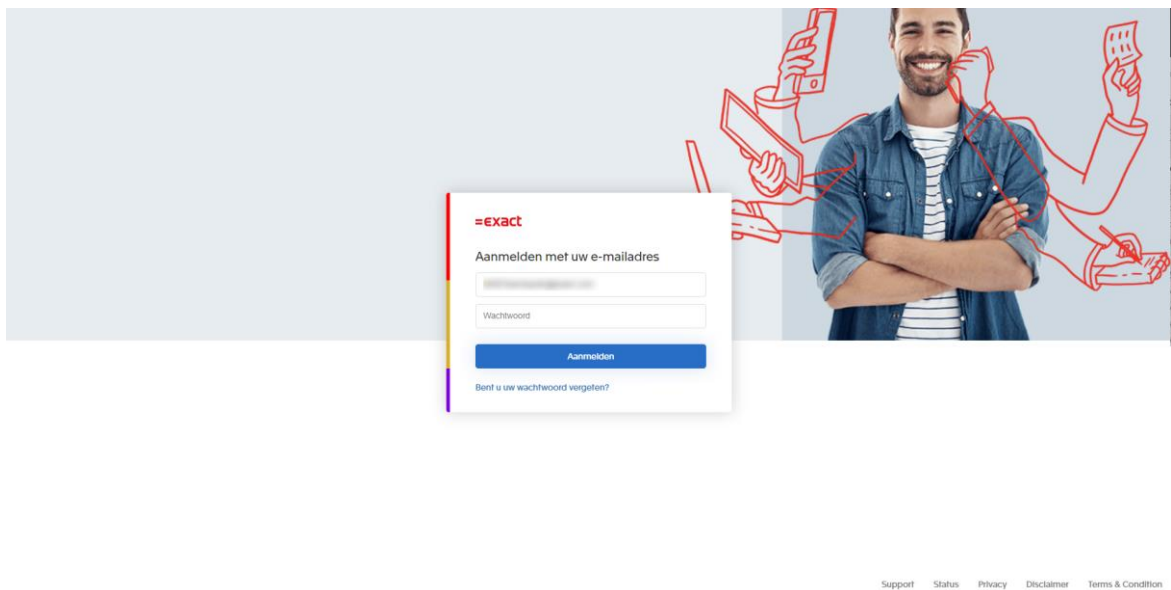 =exact
Aanmelden met uw e-mailadres
Wachtwoord
Aanmelden
Bent u uw wachtwoord vergeten?
Support Status Privacy Disclaimer Terms & Condition